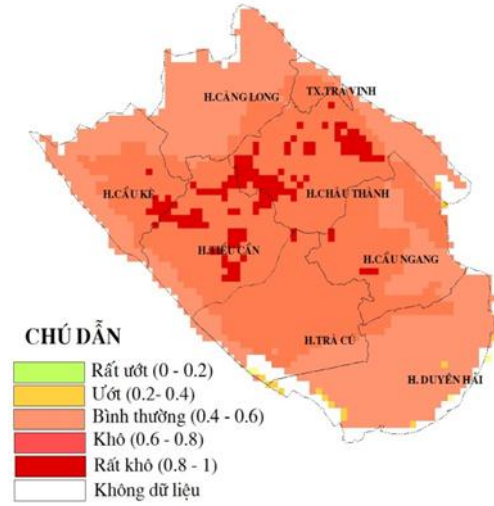 TX.TRÀ VINH
H.CÀNG LONG
H.CẦU KÈ
H.CHÂU THÀNH
H.TIỂU CẦN
H.CẦU NGANG
H.TRÀ CÚ
H. DUYÊN HẢI
CHÚ DẪN
Rất ướt (0 - 0.2)
Ướt (0.2- 0.4)
Bình thường (0.4 - 0.6)
Khô (0.6 - 0.8)
Rất khô (0.8 - 1)
Không dữ liệu